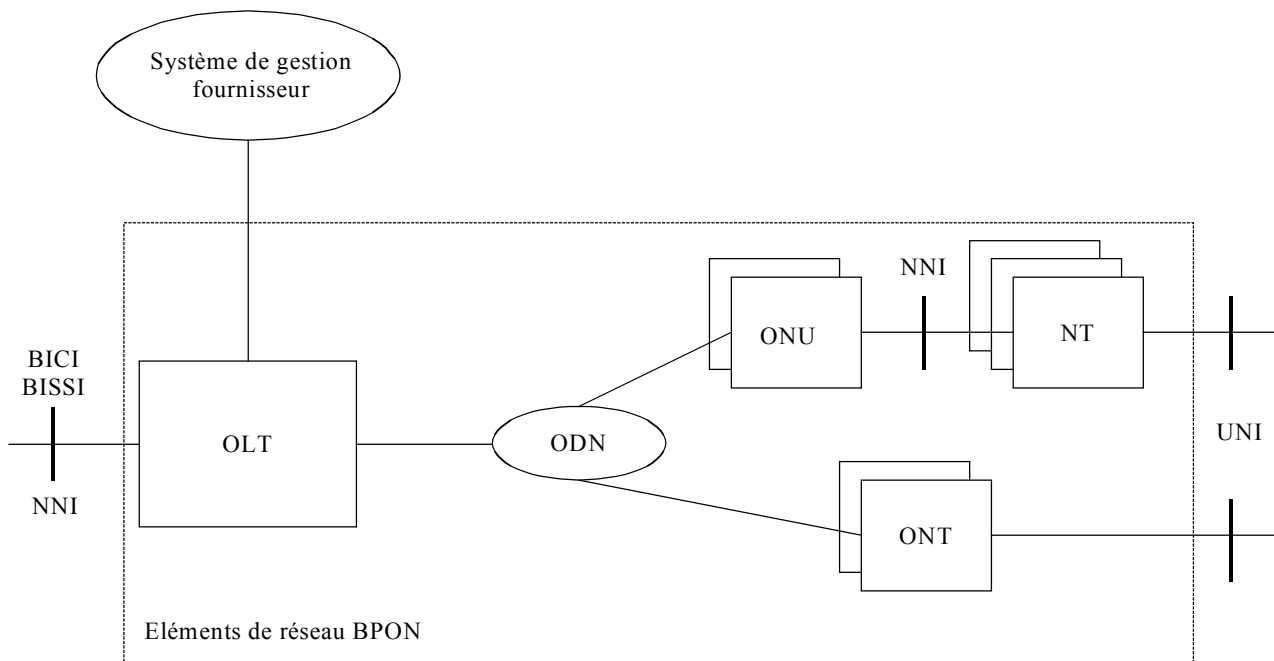 Système de gestion
fournisseur
NNI
ONU
NT
BICI
BISSI
OLT
ODN
UNI
NNI
ONT
Eléments de réseau BPON